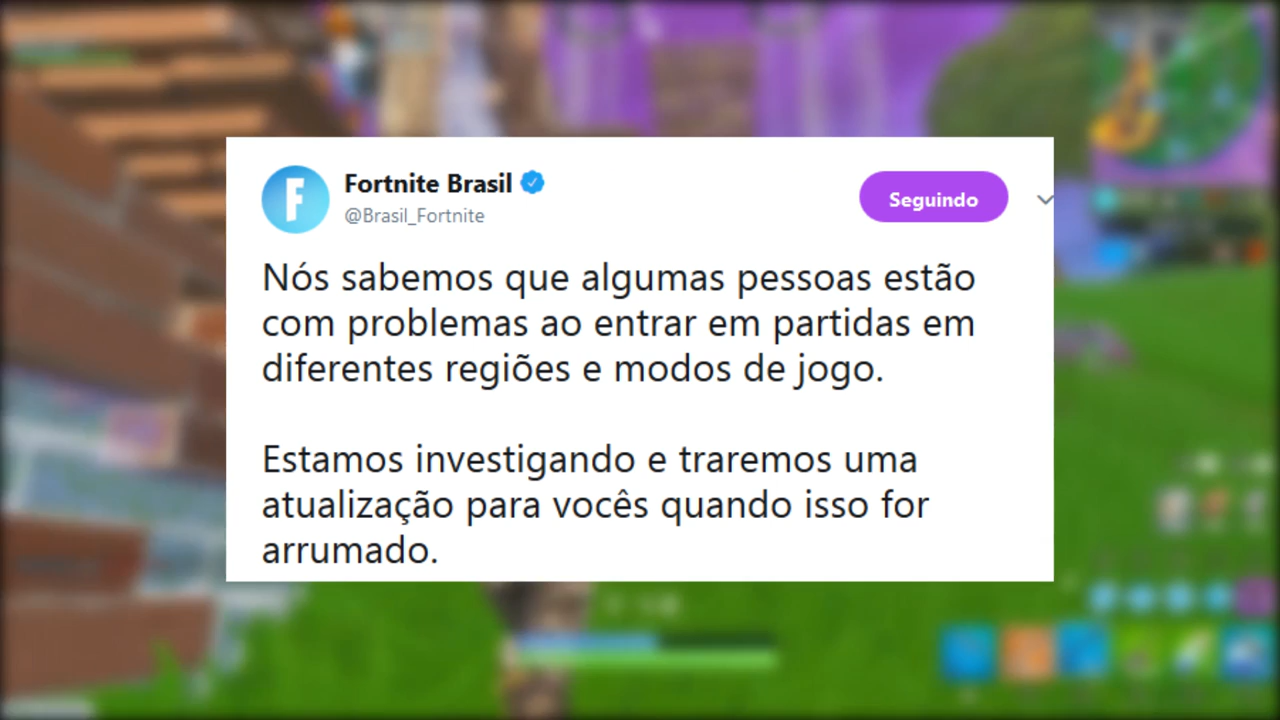 Fortnite Brasil
@Brasil_Fortnite
Seguindo
Nós sabemos que algumas pessoas estão
com problemas ao entrar em partidas em
diferentes regiões e modos de jogo.
Estamos investigando e traremos uma
atualização para vocês quando isso for
arrumado.